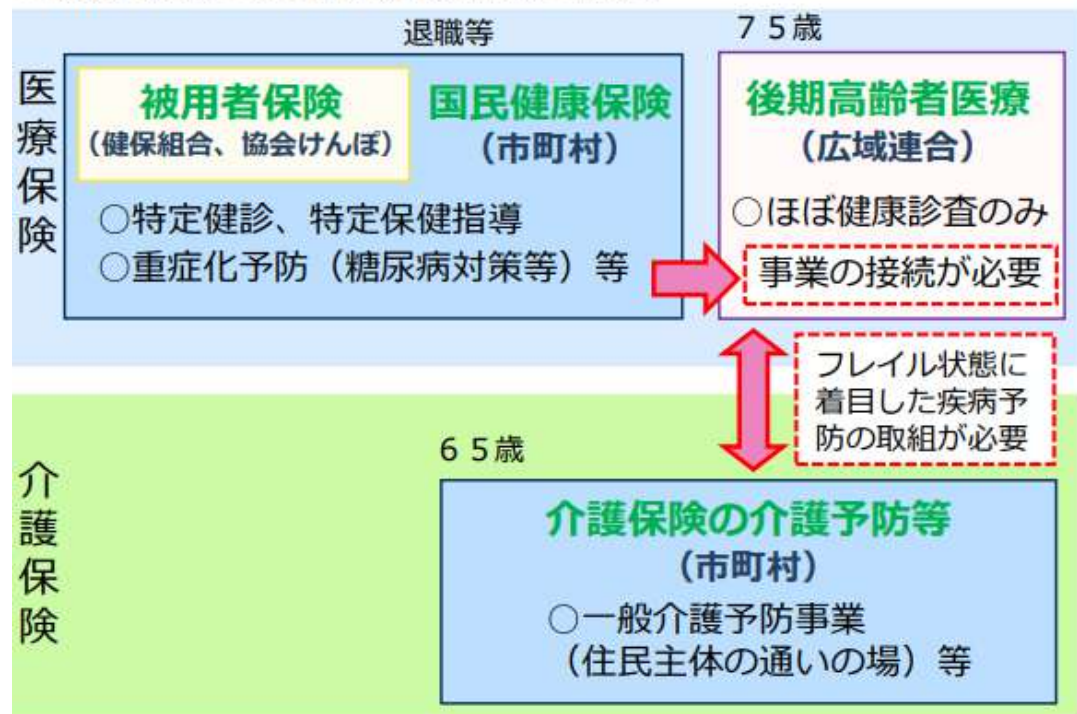 退職等
７５歳
医療保険
被用者保険
（健保組合、協会けんぽ）
国民健康保険
（市町村）
○特定健診、特定保健指導
○重症化予防（糖尿病対策等）等
後期高齢者医療
（広域連合）
○ほぼ健康診査のみ
事業の接続が必要
フレイル状態に
着目した疾病予
防の取組が必要
介護保険
６５歳
介護保険の介護予防等
（市町村）
○一般介護予防事業
（住民主体の通いの場）等